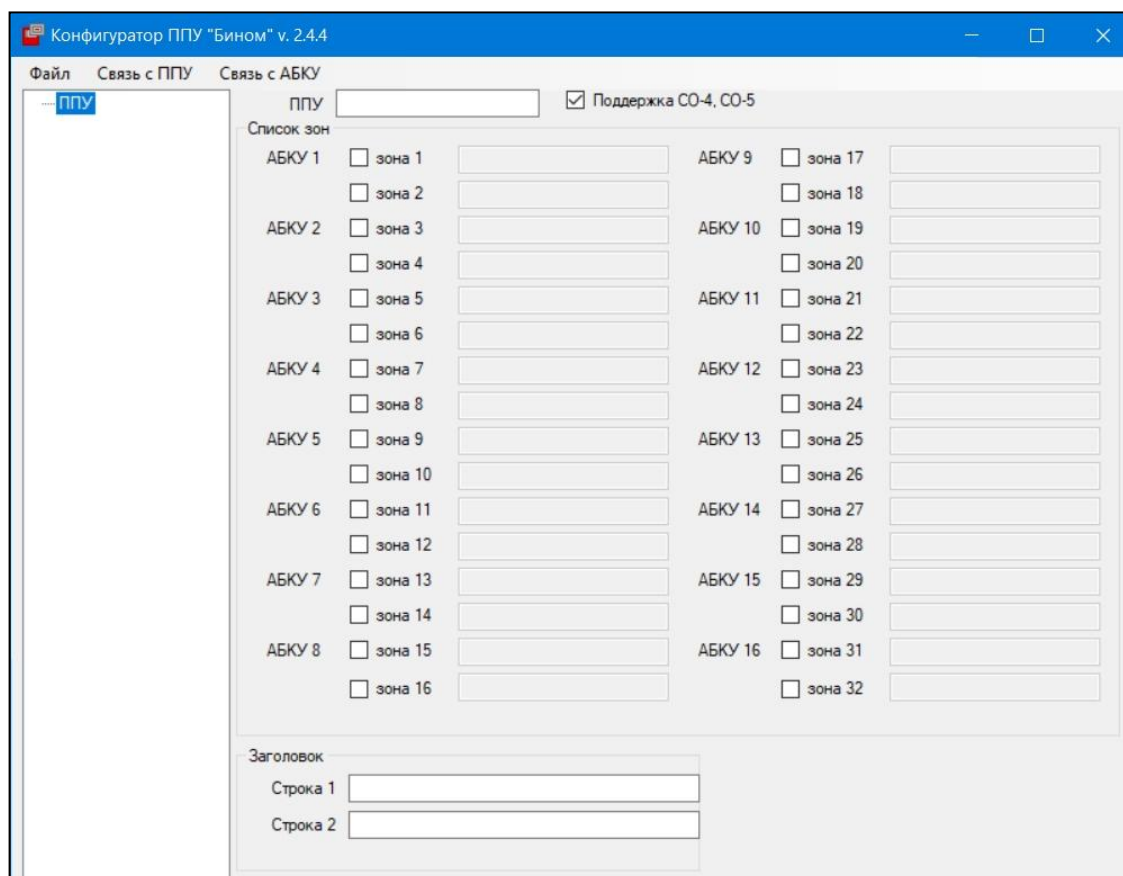 Конфигуратор ППУ "Бином" v. 2.4.4
Файл Связь с ППУ Связь с АБКУ
ППУ
ППУ
Поддержка СО-4, СО-5
Список зон
АБКУ 1 зона 1
зона 2
АБКУ 2 зона 3
зона 4
АБКУ 3 зона 5
зона 6
АБКУ 4 зона 7
зона 8
АБКУ 5 зона 9
зона 10
АБКУ 6 зона 11
зона 12
АБКУ 7 зона 13
зона 14
АБКУ 8 зона 15
зона 16
АБКУ 9 зона 17
зона 18
АБКУ 10 зона 19
зона 20
АБКУ 11 зона 21
зона 22
АБКУ 12 зона 23
зона 24
АБКУ 13 зона 25
зона 26
АБКУ 14 зона 27
зона 28
АБКУ 15 зона 29
зона 30
АБКУ 16 зона 31
зона 32
Заголовок
Строка 1
Строка 2